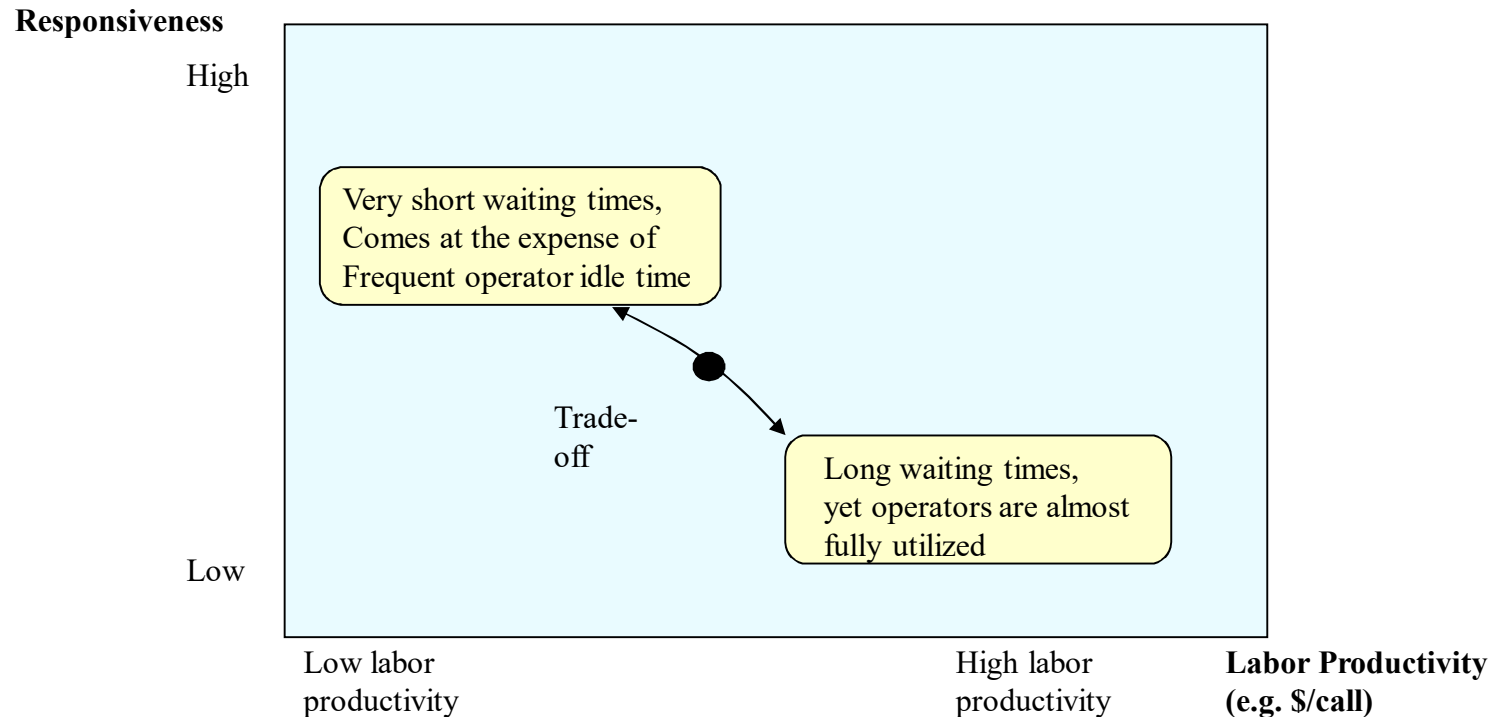 Responsiveness
High
Very short waiting times,
Comes at the expense of
Frequent operator idle time
Trade-
off
Long waiting times,
yet operators are almost
fully utilized
Low
Low labor
productivity
High labor
productivity
Labor Productivity
(e.g. $/call)